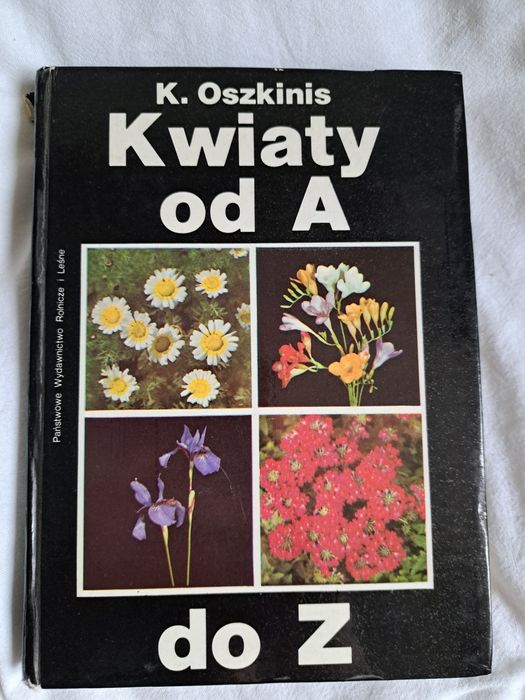 K. Oszkinis
Kwiaty
od A
Państwowe Wydawnictwo Rolnicze i Leśne
do Z